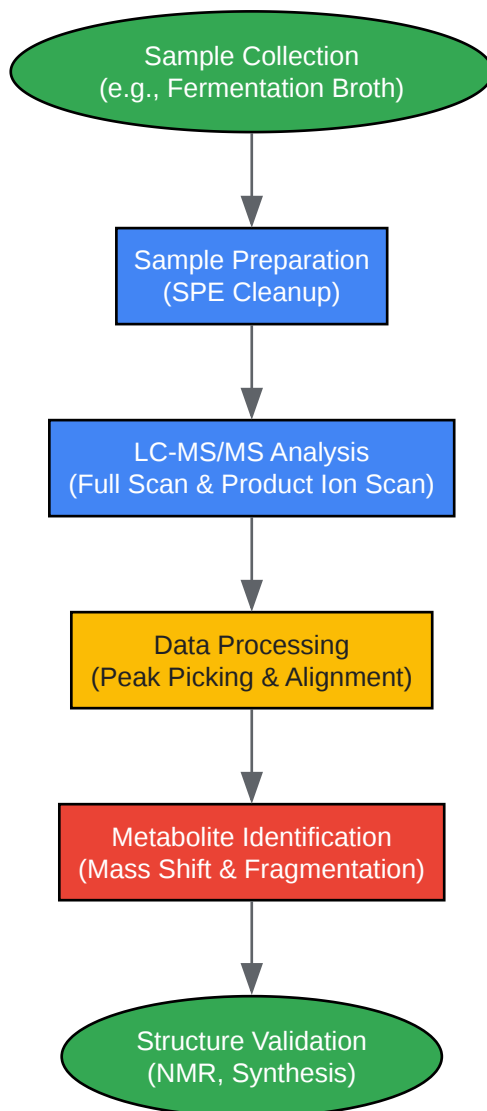 Sample Collection
(e.g., Fermentation Broth)
Sample Preparation
(SPE Cleanup)
LC-MS/MS Analysis
(Full Scan & Product Ion Scan)
Data Processing
(Peak Picking & Alignment)
Metabolite Identification
(Mass Shift & Fragmentation)
Structure Validation
(NMR, Synthesis)